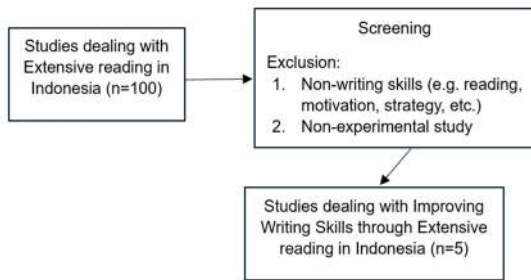 Studies dealing with
Extensive reading in
Indonesia (n=100)
Screening
Exclusion:
1. Non-writing skills (e.g. reading,
motivation, strategy, etc.)
2. Non-experimental study
Studies dealing with Improving
Writing Skills through Extensive
reading in Indonesia (n=5)